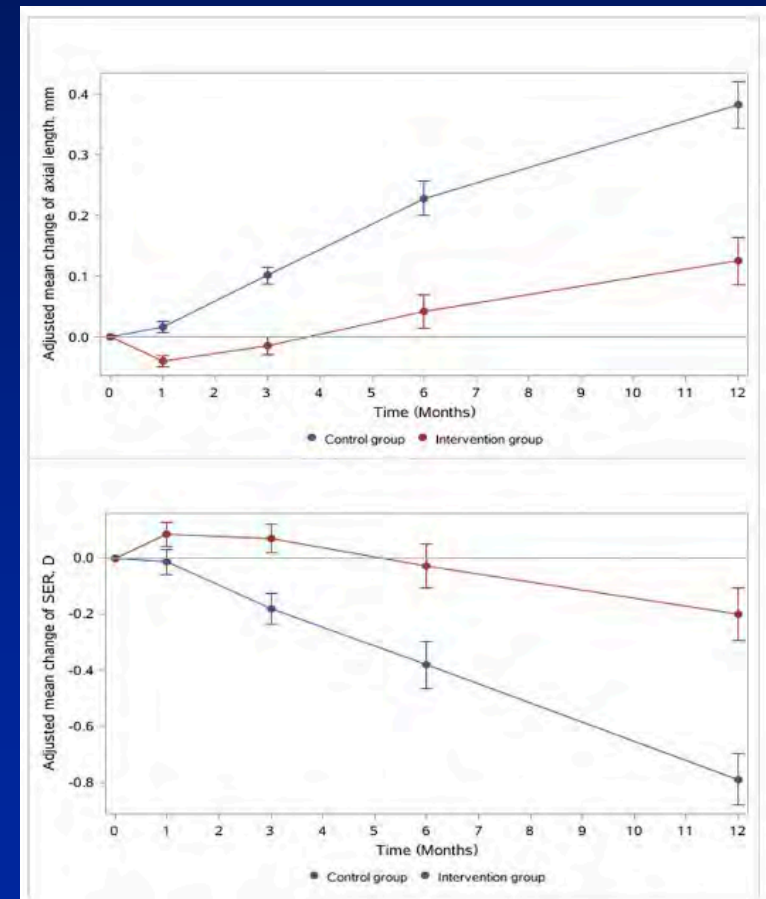 Adjusted mean change of axial length, mm
0.4
0.3
0.2
0.1
0.0
0 1 3 4 5 6 7 8 9 10 11 12
Time (Months)
Control group Intervention group
Adjusted mean change of SER, D
0.0
-0.2
-0.4
-0.6
-0.8
0 1 3 4 5 6 7 8 9 10 11 12
Time (Months)
Control group Intervention group